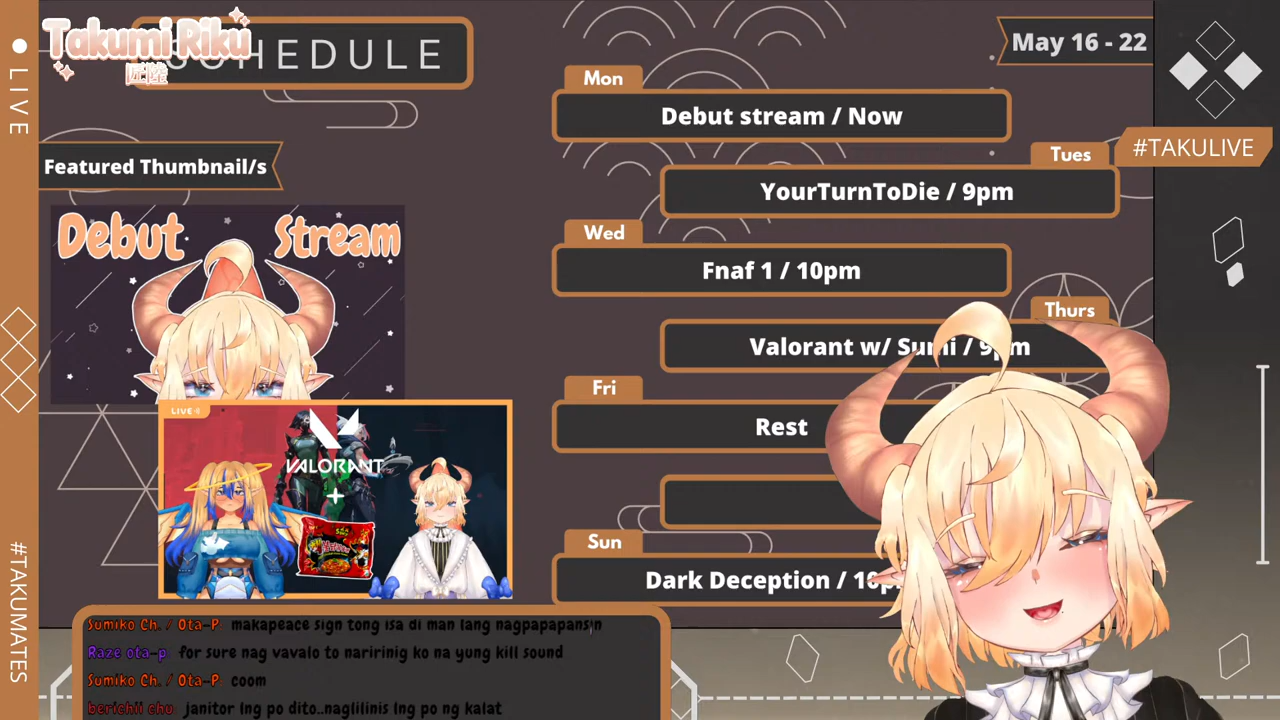 Takumi Riku
匠陸
SCHEDULE
May 16 - 22
LIVE
#TAKULIVE
Featured Thumbnail/s
Mon
Debut stream / Now
Tues
YourTurnToDie / 9pm
Wed
Fnaf 1 / 10pm
Thurs
Valorant w/ Sumi / 9pm
Fri
Rest
Sun
Dark Deception / 10p
Debut Stream
LIVE
VALORANT
+
#TAKUMATES
Sumiko Ch. / Ota-P: makapeace sign tong isa di man lang nagpapapansin
Raze ota-p for sure nag vavalo to naririnig ko na yung kill sound
Sumiko Ch. / Ota-P: coom
berichii chu janitor lng po dito..naglilinis lng po ng kalat